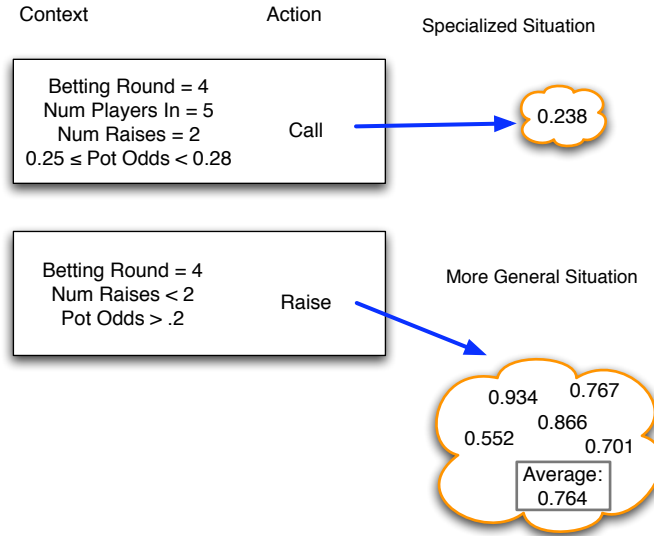 Context
Action
Specialized Situation
Betting Round = 4
Num Players In = 5
Num Raises = 2
0.25 ≤ Pot Odds < 0.28
Call
0.238
Betting Round = 4
Num Raises < 2
Pot Odds > .2
Raise
More General Situation
0.934
0.767
0.866
0.552
0.701
Average:
0.764